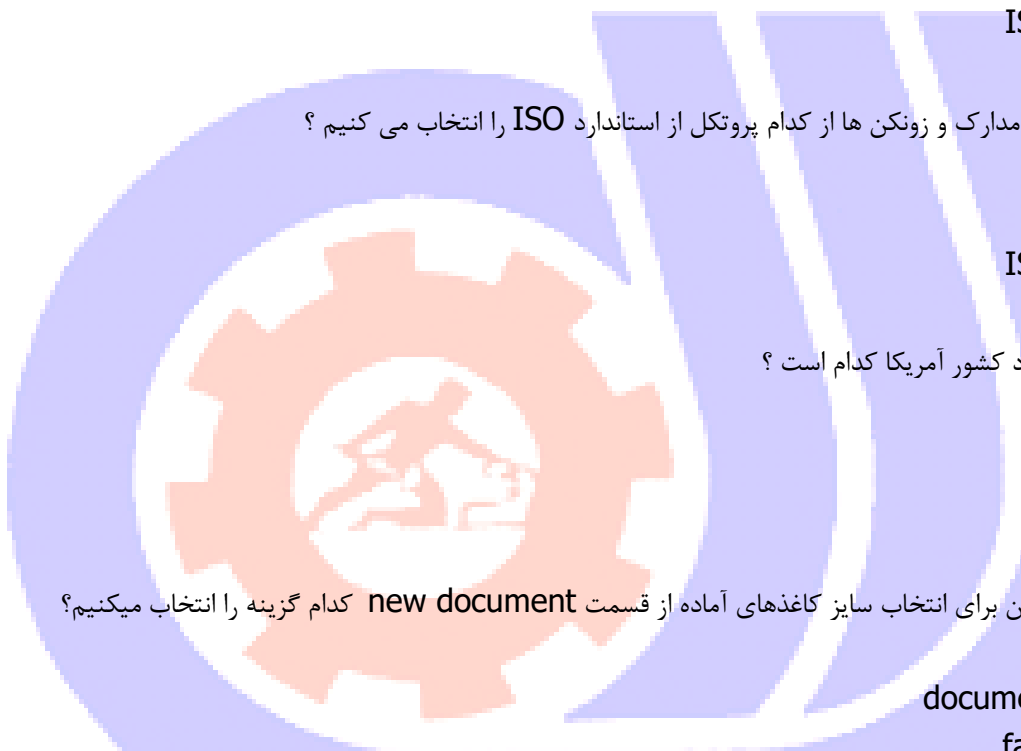 IS
مدارک و زونکن ها از کدام پروتکل از استاندارد ISO را انتخاب می کنیم ؟
IS
د کشور آمریکا کدام است ؟
ن برای انتخاب سایز کاغذهای آماده از قسمت new document کدام گزینه را انتخاب میکنیم؟
docume
fa